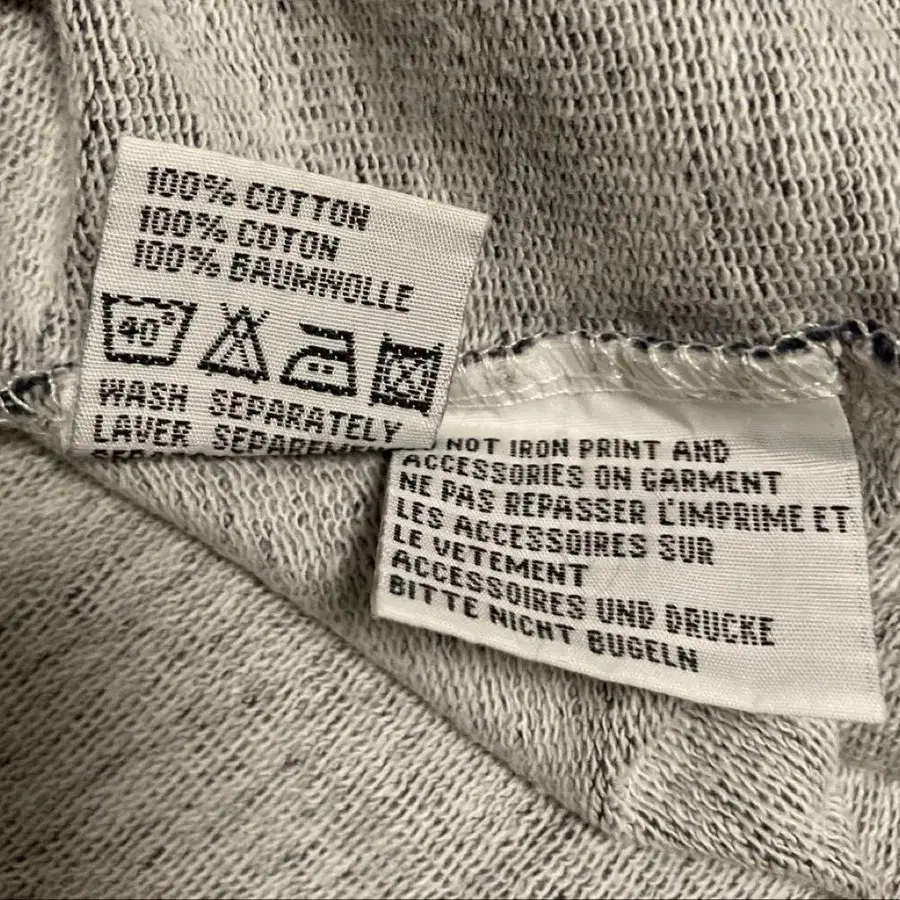 100% COTTON
100% COTON
100% BAUMWOLLE
40°
WASH SEPARATELY
LAVER
NOT IRON PRINT AND
ACCESSORIES ON GARMENT
NE PAS REPASSER L'IMPRIME ET
LES ACCESSOIRES SUR
LE VETEMENT
ACCESSOIRES UND DRUCKE
BITTE NICHT BUGELN